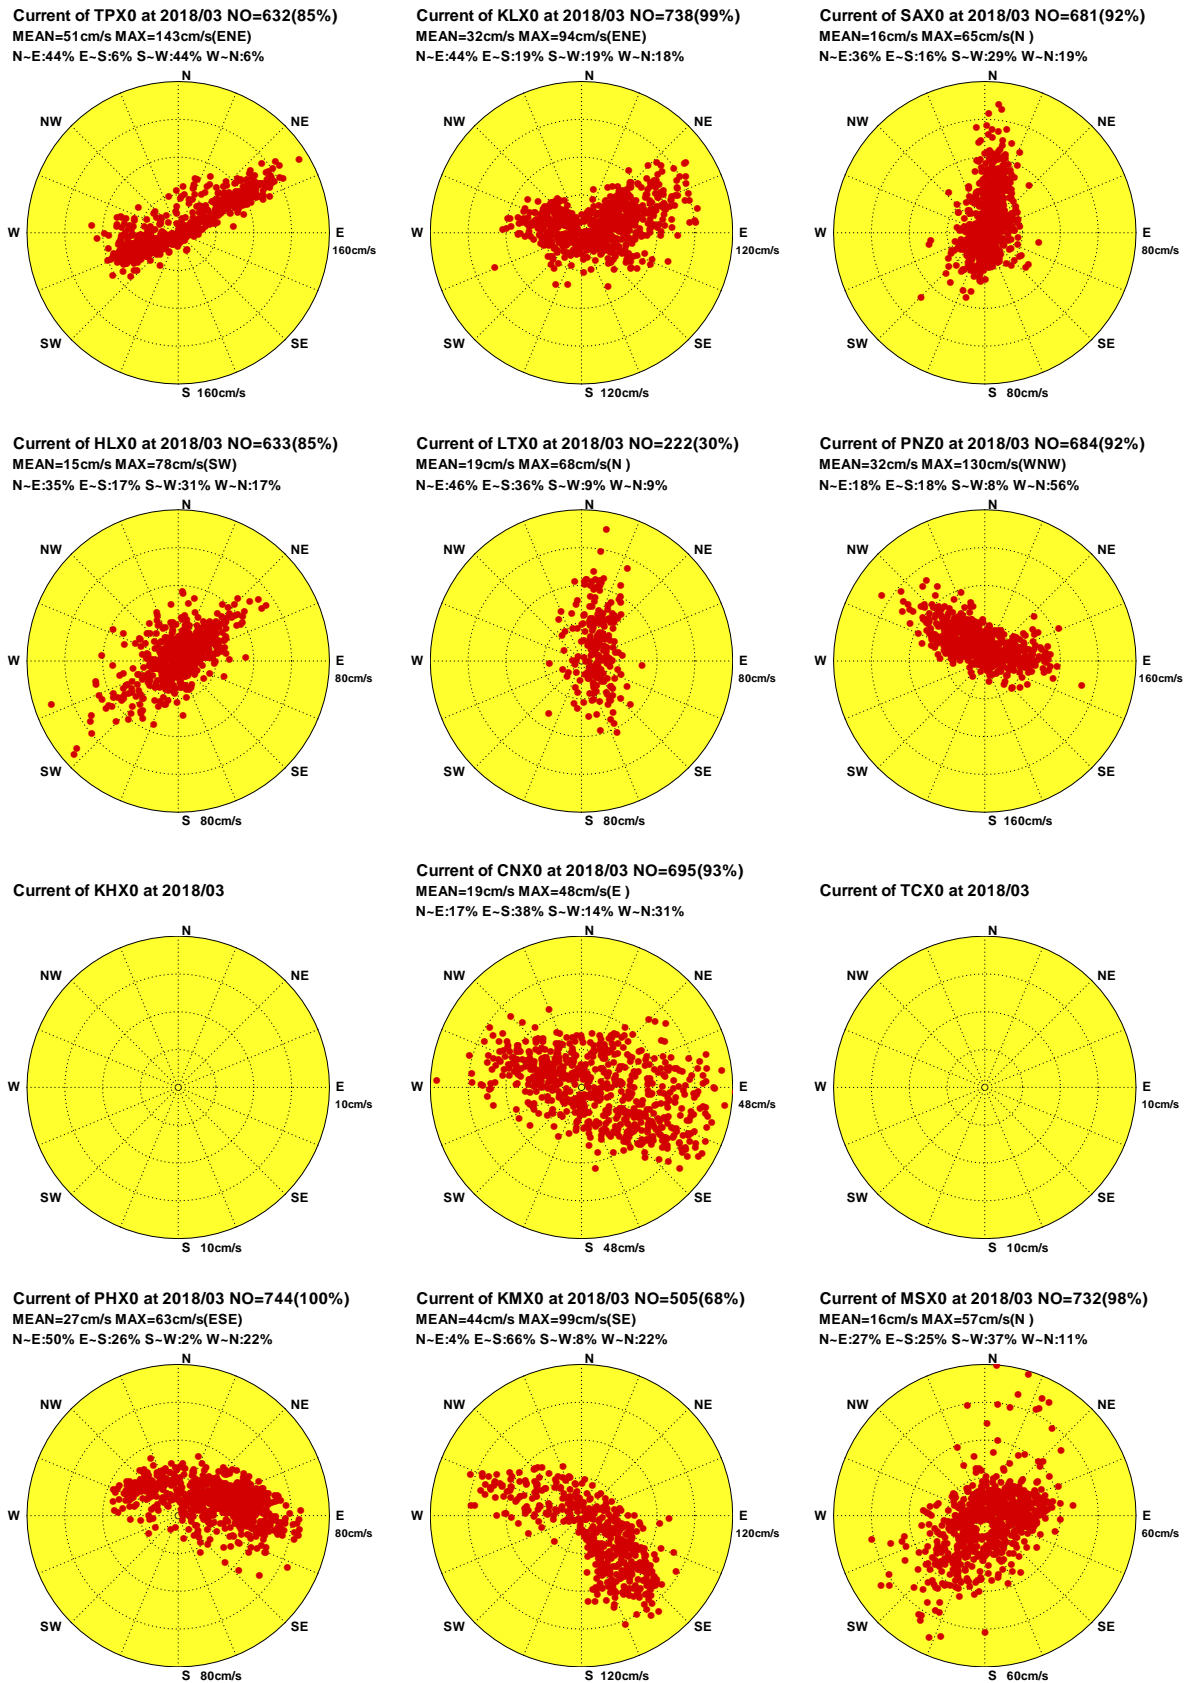 Current of TPX0 at 2018/03 NO=632(85%)
MEAN=51cm/s MAX=143cm/s(ENE)
N~E:44% E~S:6% S~W:44% W~N:6%
N
NW
NE
W
E
160cm/s
SW
SE
S 160cm/s
Current of KLX0 at 2018/03 NO=738(99%)
MEAN=32cm/s MAX=94cm/s(ENE)
N~E:44% E~S:19% S~W:19% W~N:18%
N
NW
NE
W
E
120cm/s
SW
SE
S 120cm/s
Current of SAX0 at 2018/03 NO=681(92%)
MEAN=16cm/s MAX=65cm/s(N )
N~E:36% E~S:16% S~W:29% W~N:19%
N
NW
NE
W
E
80cm/s
SW
SE
S 80cm/s
Current of HLX0 at 2018/03 NO=633(85%)
MEAN=15cm/s MAX=78cm/s(SW)
N~E:35% E~S:17% S~W:31% W~N:17%
N
NW
NE
W
E
80cm/s
SW
SE
S 80cm/s
Current of LTX0 at 2018/03 NO=222(30%)
MEAN=19cm/s MAX=68cm/s(N )
N~E:46% E~S:36% S~W:9% W~N:9%
N
NW
NE
W
E
80cm/s
SW
SE
S 80cm/s
Current of PNZ0 at 2018/03 NO=684(92%)
MEAN=32cm/s MAX=130cm/s(WNW)
N~E:18% E~S:18% S~W:8% W~N:56%
N
NW
NE
W
E
160cm/s
SW
SE
S 160cm/s
Current of KHX0 at 2018/03
N
NW
NE
W
E
10cm/s
SW
SE
S 10cm/s
Current of CNX0 at 2018/03 NO=695(93%)
MEAN=19cm/s MAX=48cm/s(E )
N~E:17% E~S:38% S~W:14% W~N:31%
N
NW
NE
W
E
48cm/s
SW
SE
S 48cm/s
Current of TCX0 at 2018/03
N
NW
NE
W
E
10cm/s
SW
SE
S 10cm/s
Current of PHX0 at 2018/03 NO=744(100%)
MEAN=27cm/s MAX=63cm/s(ESE)
N~E:50% E~S:26% S~W:2% W~N:22%
N
NW
NE
W
E
80cm/s
SW
SE
S 80cm/s
Current of KMX0 at 2018/03 NO=505(68%)
MEAN=44cm/s MAX=99cm/s(SE)
N~E:4% E~S:66% S~W:8% W~N:22%
N
NW
NE
W
E
120cm/s
SW
SE
S 120cm/s
Current of MSX0 at 2018/03 NO=732(98%)
MEAN=16cm/s MAX=57cm/s(N )
N~E:27% E~S:25% S~W:37% W~N:11%
N
NW
NE
W
E
60cm/s
SW
SE
S 60cm/s